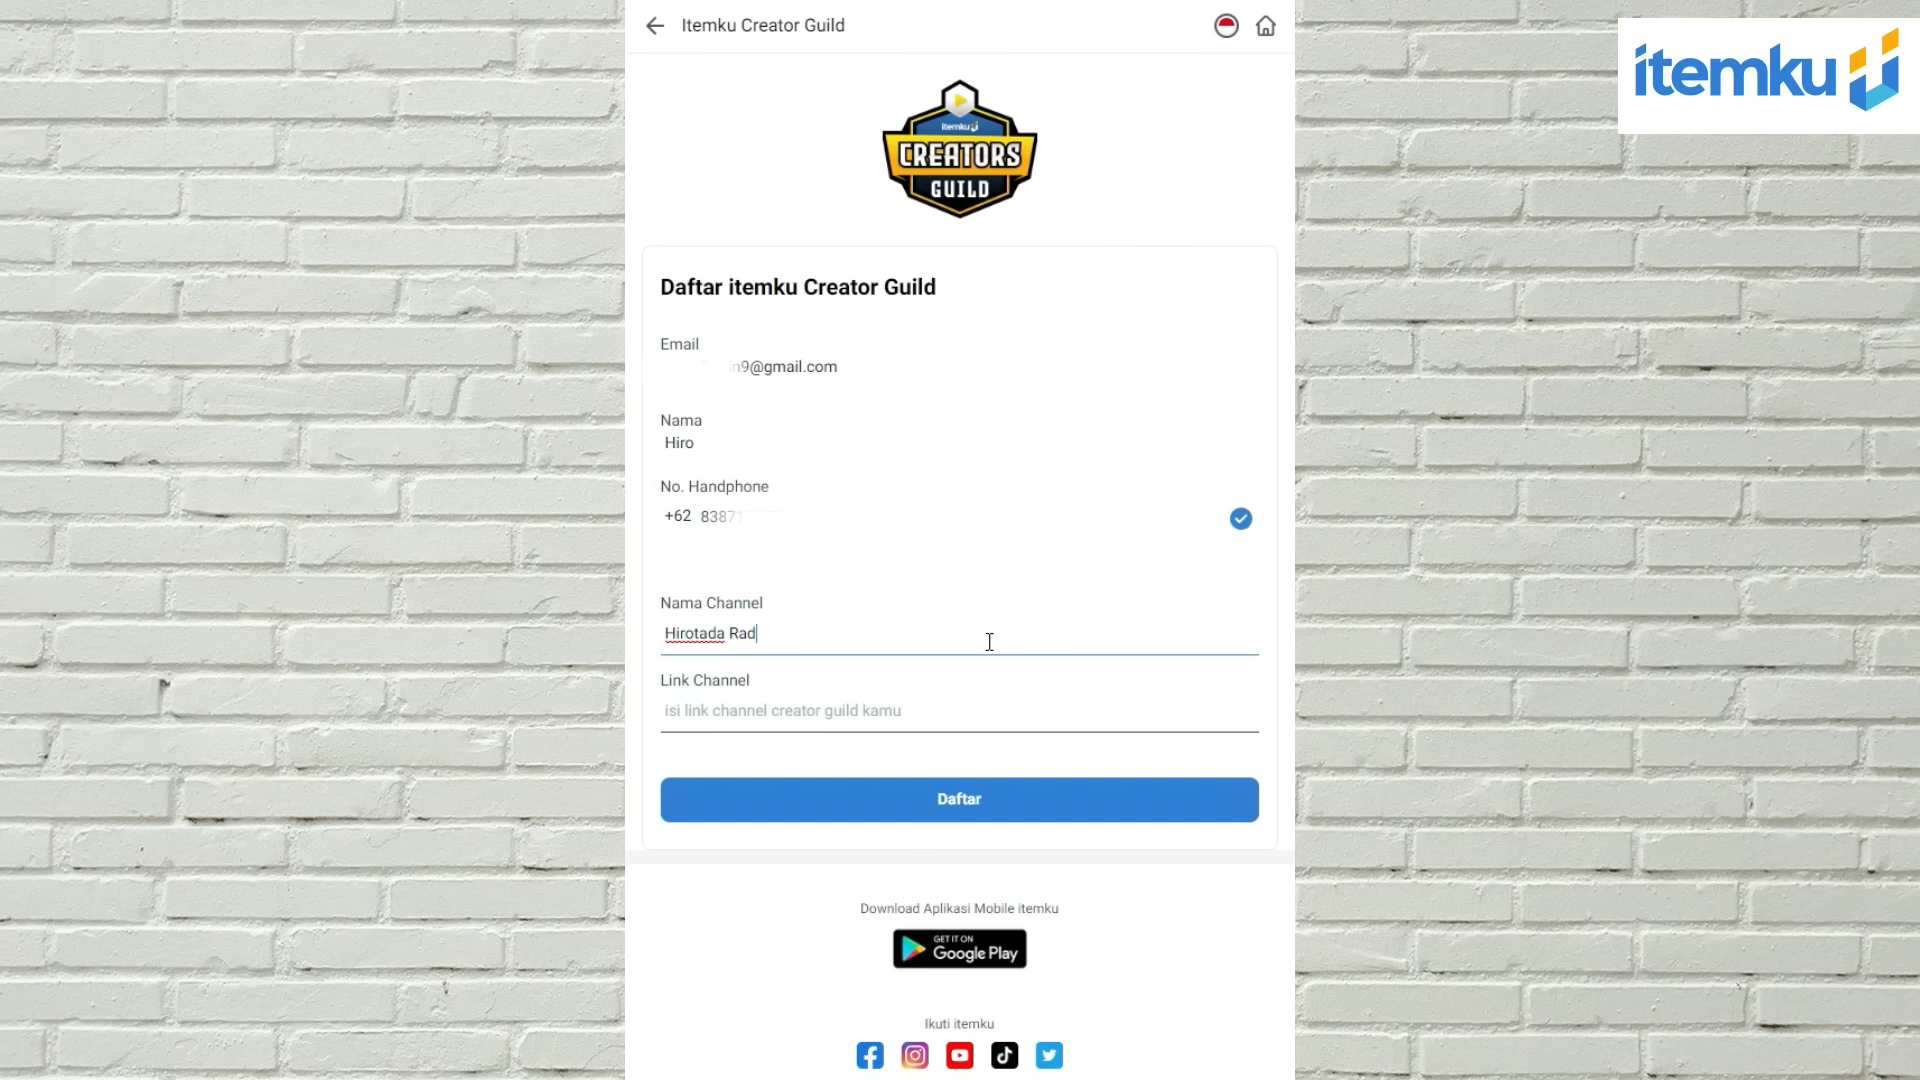 Itemku Creator Guild
itemku
itemku
CREATORS
GUILD
Daftar itemku Creator Guild
Email
in9@gmail.com
Nama
Hiro
No. Handphone
+62 8387
Nama Channel
Hirotada Rad
Link Channel
isi link channel creator guild kamu
Daftar
Download Aplikasi Mobile itemku
GET IT ON
Google Play
Ikuti itemku